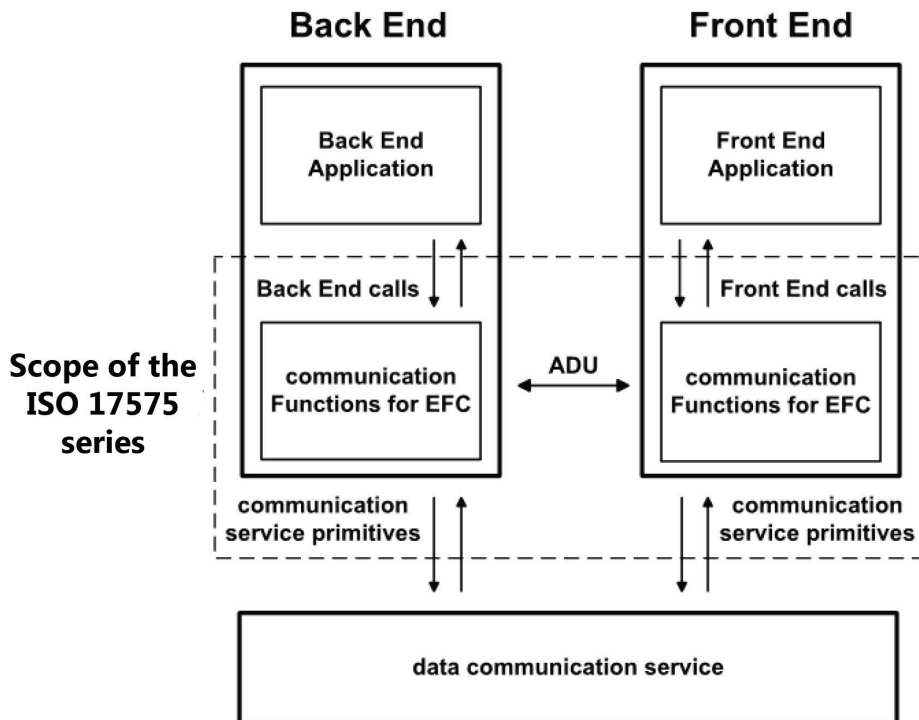 Back End
Front End
Back End
Application
Front End
Application
Back End calls
Front End calls
Scope of the
ISO 17575
series
communication
Functions for EFC
ADU
communication
Functions for EFC
communication
service primitives
communication
service primitives
data communication service